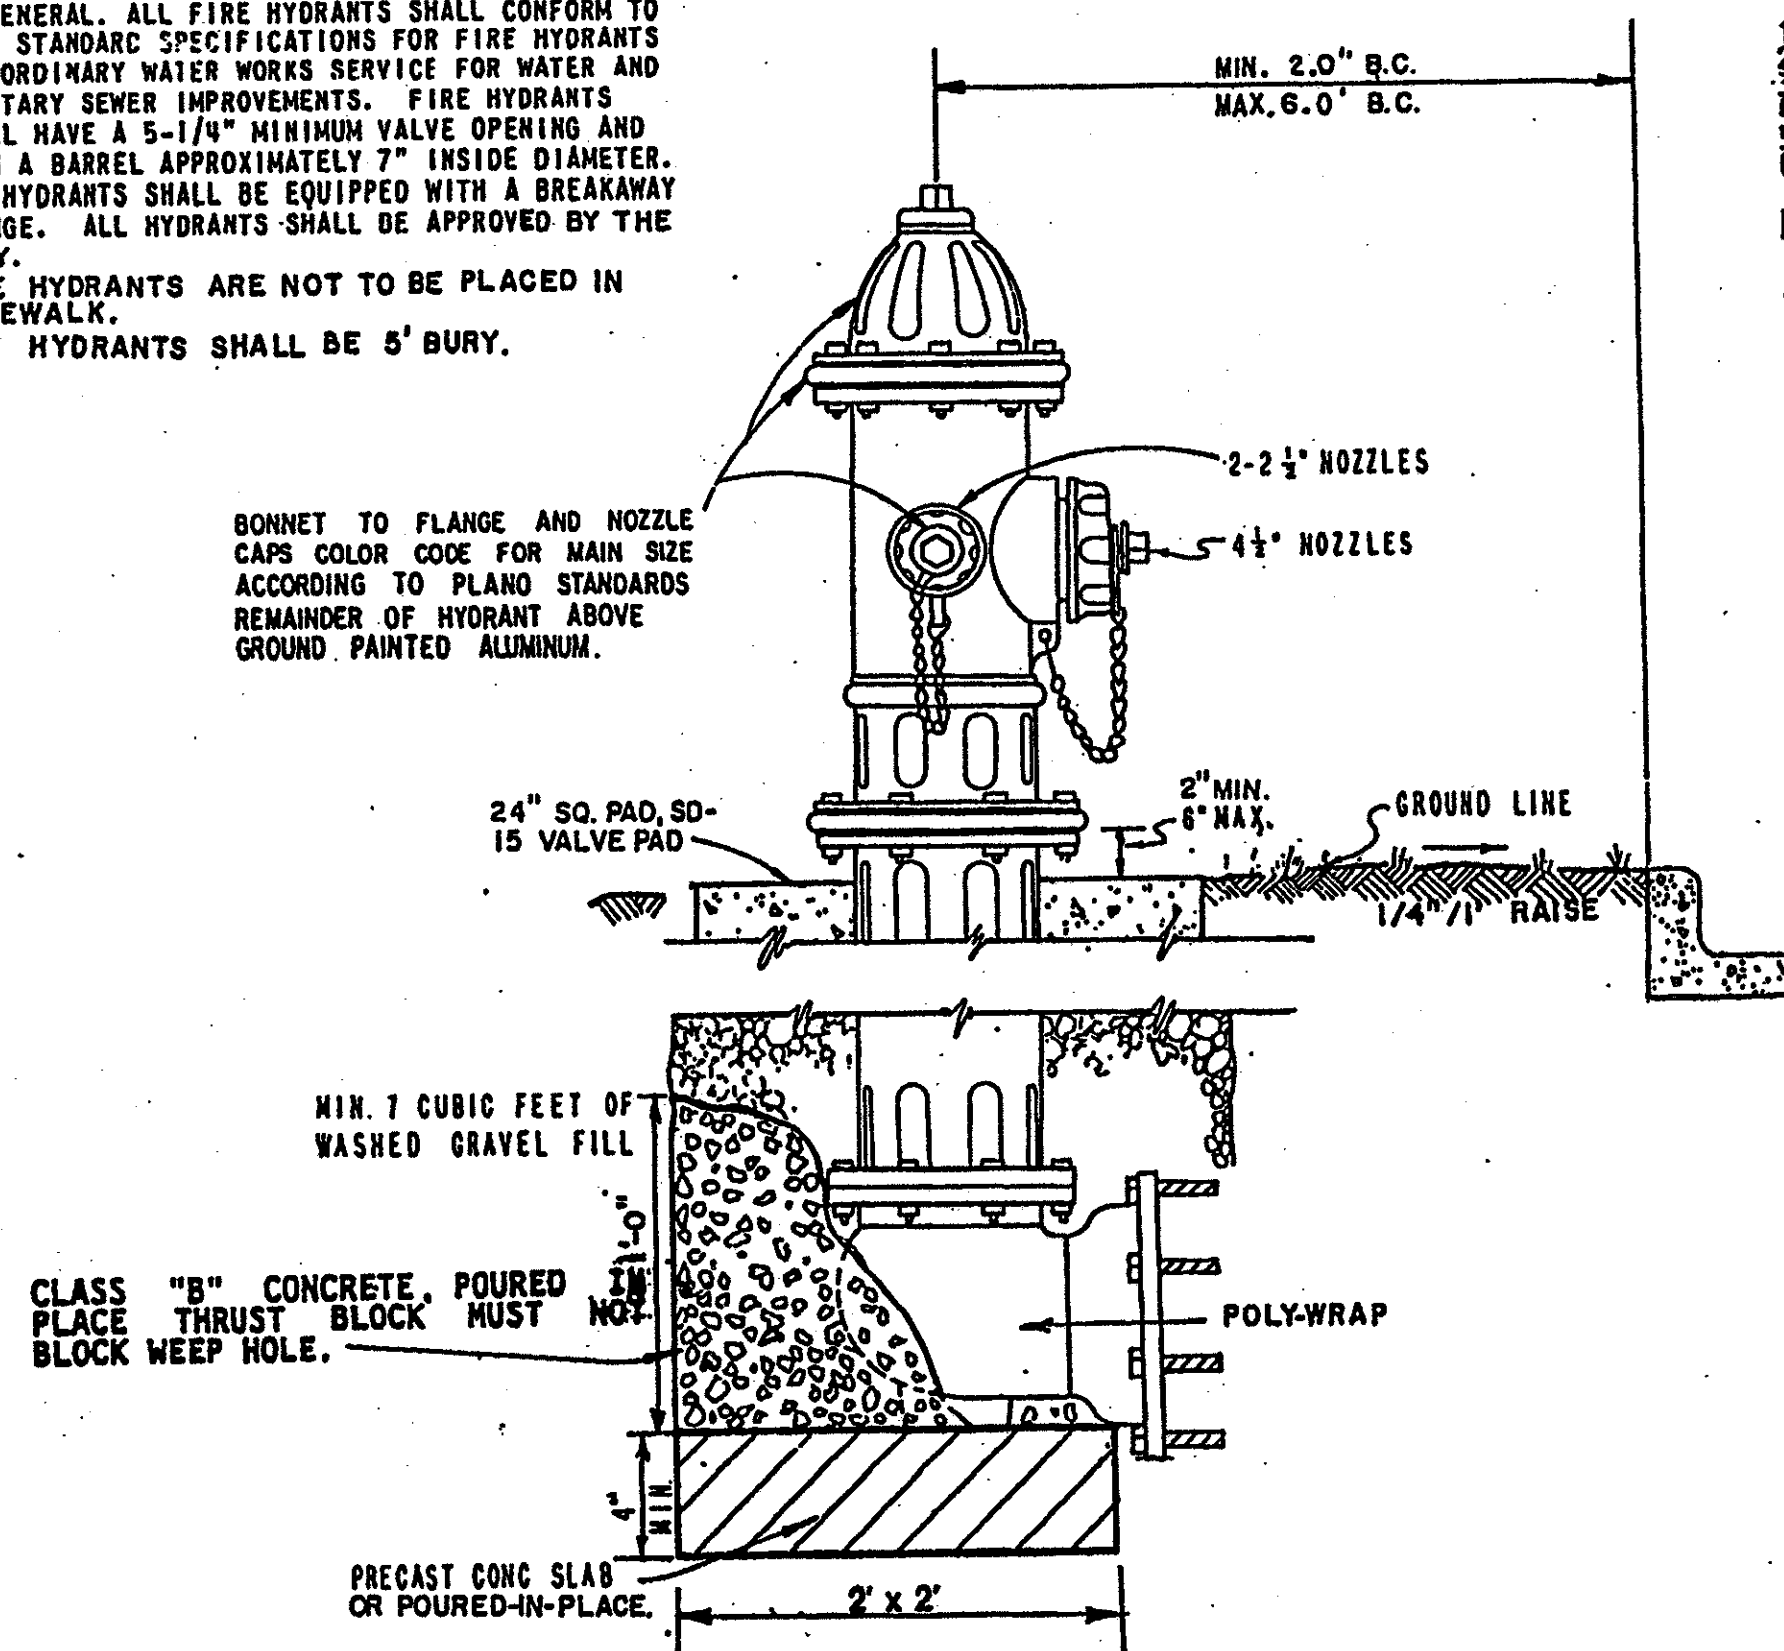 ENERAL. ALL FIRE HYDRANTS SHALL CONFORM TO
STANDARC SPECIFICATIONS FOR FIRE HYDRANTS
ORDINARY WATER WORKS SERVICE FOR WATER AND
TARY SEWER IMPROVEMENTS. FIRE HYDRANTS
L HAVE A 5-1/4" MINIMUM VALVE OPENING AND
A BARREL APPROXIMATELY 7" INSIDE DIAMETER.
HYDRANTS SHALL BE EQUIPPED WITH A BREAKAWAY
GE. ALL HYDRANTS SHALL BE APPROVED BY THE
Y.
E HYDRANTS ARE NOT TO BE PLACED IN
EWALK.
HYDRANTS SHALL BE 5' BURY.
MIN. 2.0" B.C.
MAX. 6.0' B.C.
2-2 1/2" NOZZLES
4 1/2" NOZZLES
BONNET TO FLANGE AND NOZZLE
CAPS COLOR CODE FOR MAIN SIZE
ACCORDING TO PLANO STANDARDS
REMAINDER OF HYDRANT ABOVE
GROUND PAINTED ALUMINUM.
24" SQ. PAD, SD-
15 VALVE PAD
2" MIN.
6" MAX.
GROUND LINE
1/4"/1' RAISE
MIN. 7 CUBIC FEET OF
WASHED GRAVEL FILL
1'-0"
CLASS "B" CONCRETE, POURED IN
PLACE THRUST BLOCK MUST NOT
BLOCK WEEP HOLE.
POLY-WRAP
4"
MIN.
PRECAST CONC SLAB
OR POURED-IN-PLACE.
2' x 2'